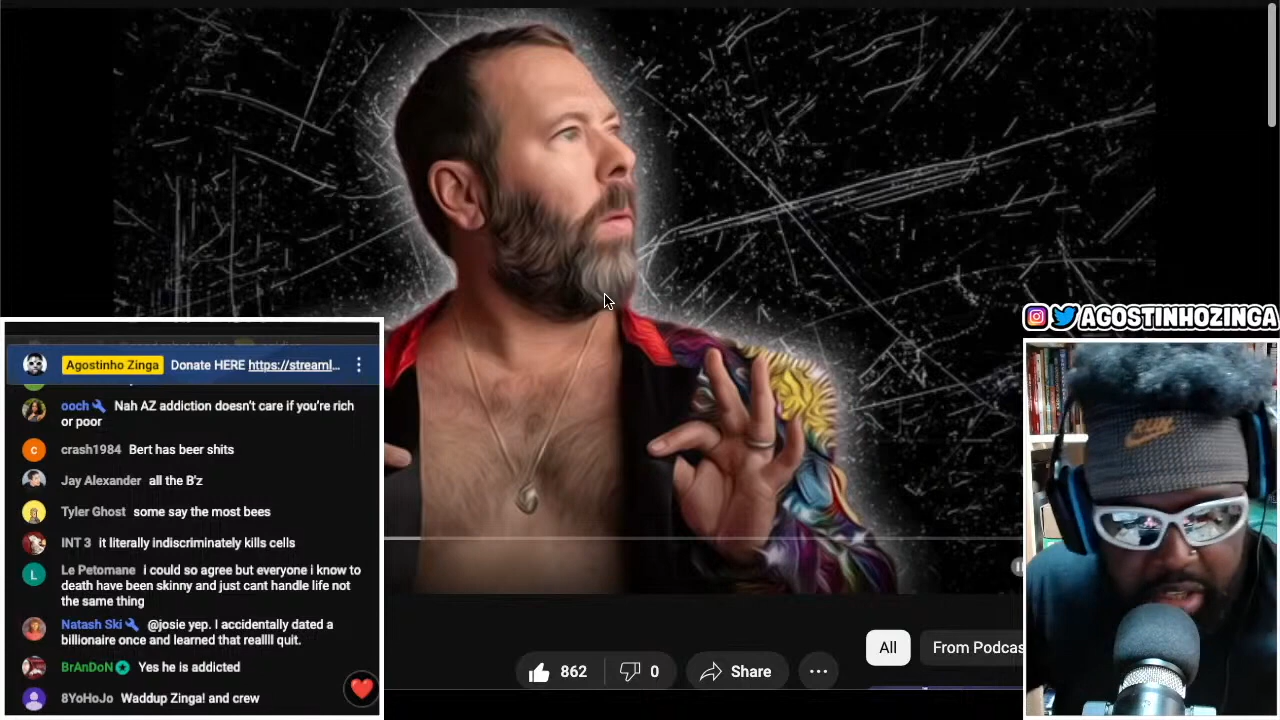 Agostinho Zinga Donate HERE https://streaml...
ooch Nah AZ addiction doesn't care if you're rich
or poor
crash1984 Bert has beer shits
Jay Alexander all the B'z
Tyler Ghost some say the most bees
INT 3 it literally indiscriminately kills cells
Le Petomane i could so agree but everyone i know to
death have been skinny and just cant handle life not
the same thing
Natash Ski @josie yep. I accidentally dated a
billionaire once and learned that reallll quit.
BrAnDoN Yes he is addicted
8YoHoJo Waddup Zinga! and crew
862
0
Share
All
From Podcas
AGOSTINHOZINGA
RUN